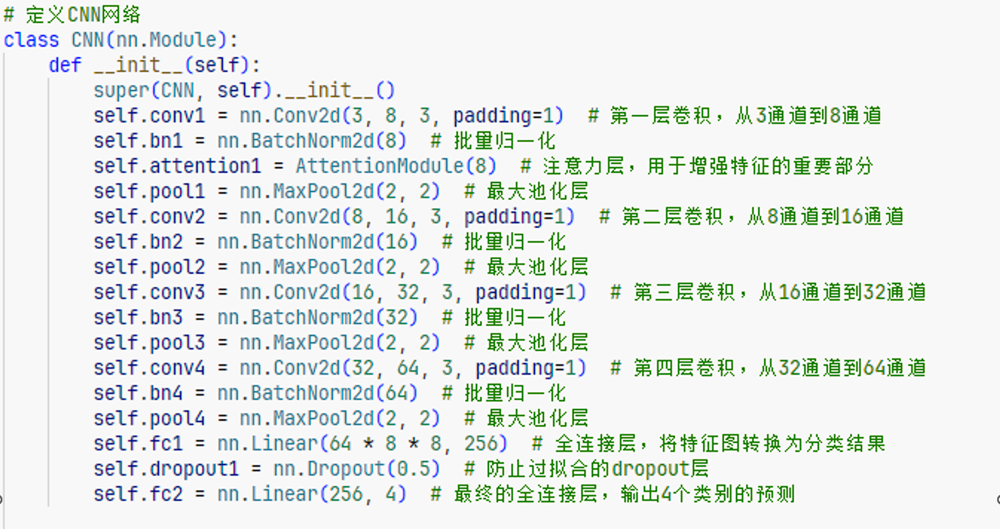 # 定义CNN网络
class CNN(nn.Module):
    def __init__(self):
        super(CNN, self).__init__()
        self.conv1 = nn.Conv2d(3, 8, 3, padding=1)  # 第一层卷积，从3通道到8通道
        self.bn1 = nn.BatchNorm2d(8)  # 批量归一化
        self.attention1 = AttentionModule(8)  # 注意力层，用于增强特征的重要部分
        self.pool1 = nn.MaxPool2d(2, 2)  # 最大池化层
        self.conv2 = nn.Conv2d(8, 16, 3, padding=1)  # 第二层卷积，从8通道到16通道
        self.bn2 = nn.BatchNorm2d(16)  # 批量归一化
        self.pool2 = nn.MaxPool2d(2, 2)  # 最大池化层
        self.conv3 = nn.Conv2d(16, 32, 3, padding=1)  # 第三层卷积，从16通道到32通道
        self.bn3 = nn.BatchNorm2d(32)  # 批量归一化
        self.pool3 = nn.MaxPool2d(2, 2)  # 最大池化层
        self.conv4 = nn.Conv2d(32, 64, 3, padding=1)  # 第四层卷积，从32通道到64通道
        self.bn4 = nn.BatchNorm2d(64)  # 批量归一化
        self.pool4 = nn.MaxPool2d(2, 2)  # 最大池化层
        self.fc1 = nn.Linear(64 * 8 * 8, 256)  # 全连接层，将特征图转换为分类结果
        self.dropout1 = nn.Dropout(0.5)  # 防止过拟合的dropout层
        self.fc2 = nn.Linear(256, 4)  # 最终的全连接层，输出4个类别的预测